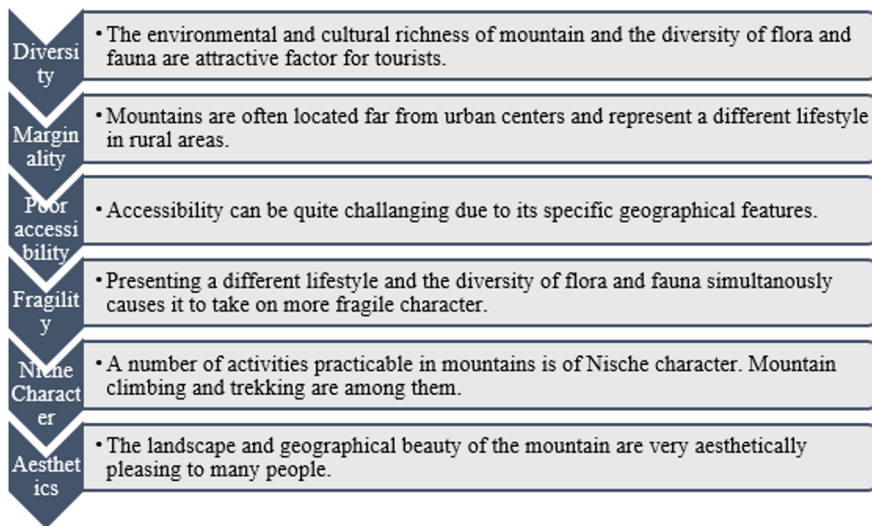 Diversi
ty
• The environmental and cultural richness of mountain and the diversity of flora and
fauna are attractive factor for tourists.
Margin
ality
• Mountains are often located far from urban centers and represent a different lifestyle
in rural areas.
Poor
accessi
bility
• Accessibility can be quite challanging due to its specific geographical features.
Fragilit
y
• Presenting a different lifestyle and the diversity of flora and fauna simultanously
causes it to take on more fragile character.
Niche
Charact
er
• A number of activities practicable in mountains is of Nische character. Mountain
climbing and trekking are among them.
Aesthet
ics
• The landscape and geographical beauty of the mountain are very aesthetically
pleasing to many people.